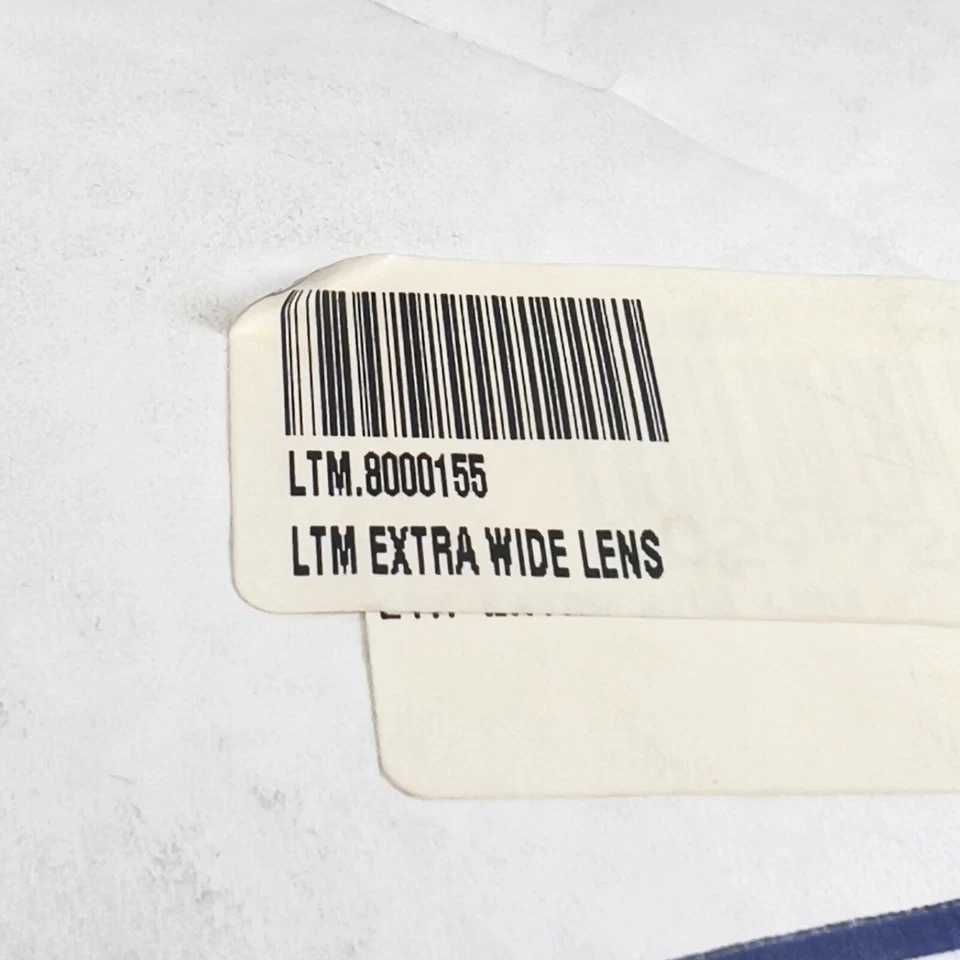 LTM.8000155
LTM EXTRA WIDE LENS